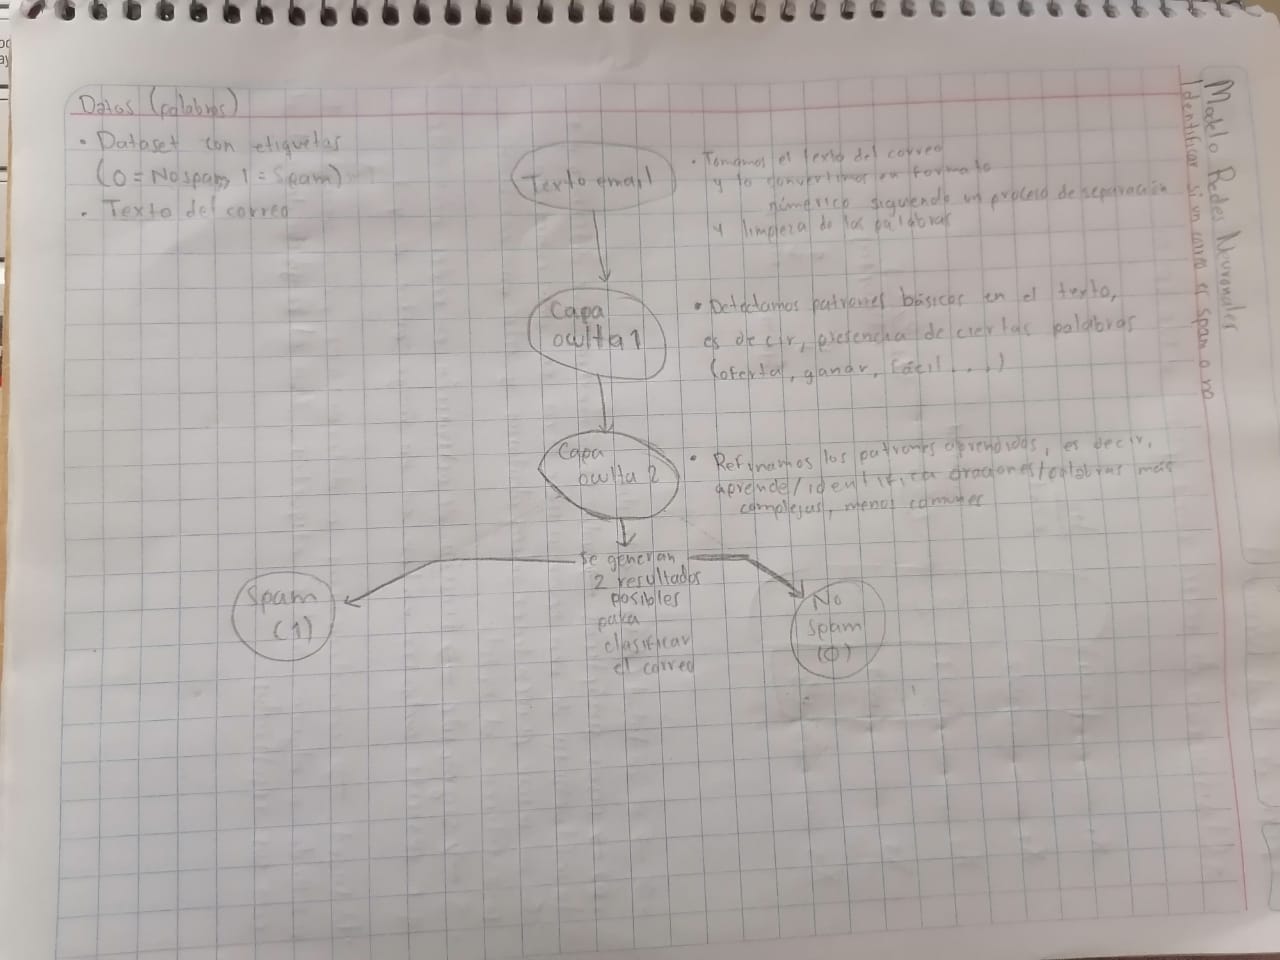 Modelo Redes Neuronales
Identificar si un correo es spam o no
Datos (palabras)
• Dataset con etiquetas
(0 = No spam, 1 = Spam)
• Texto del correo
Texto email
• Tomamos el texto del correo
y lo convertimos en formato
númerico siguiendo un proceso de separación
y limpieza de las palabras
Capa
oculta 1
• Detectamos patrones básicos en el texto,
es decir, presencia de ciertas palabras
(oferta, ganar, fácil ...)
Capa
oculta 2
• Refinamos los patrones aprendidos, es decir,
aprende/identifica oraciones/palabras más
complejas, menos comunes
Se generan
2 resultados
posibles
para
clasificar
el correo
Spam
(1)
No
spam
(0)